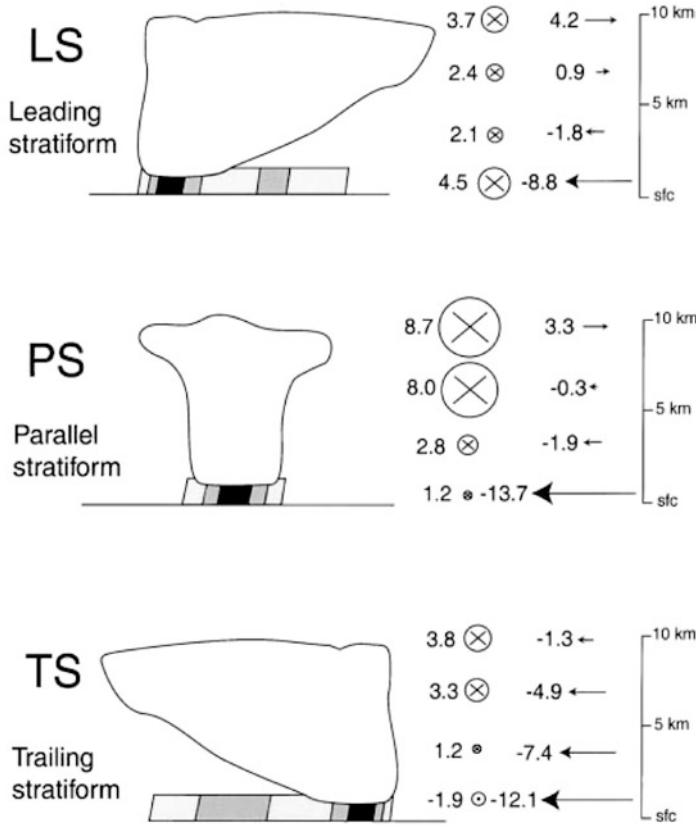 LS
Leading
stratiform
3.7 4.2 10 km
2.4 0.9
5 km
2.1 -1.8
4.5 -8.8
sfc
PS
Parallel
stratiform
8.7 3.3 10 km
8.0 -0.3
5 km
2.8 -1.9
1.2 -13.7
sfc
TS
Trailing
stratiform
3.8 -1.3 10 km
3.3 -4.9
5 km
1.2 -7.4
-1.9 -12.1
sfc